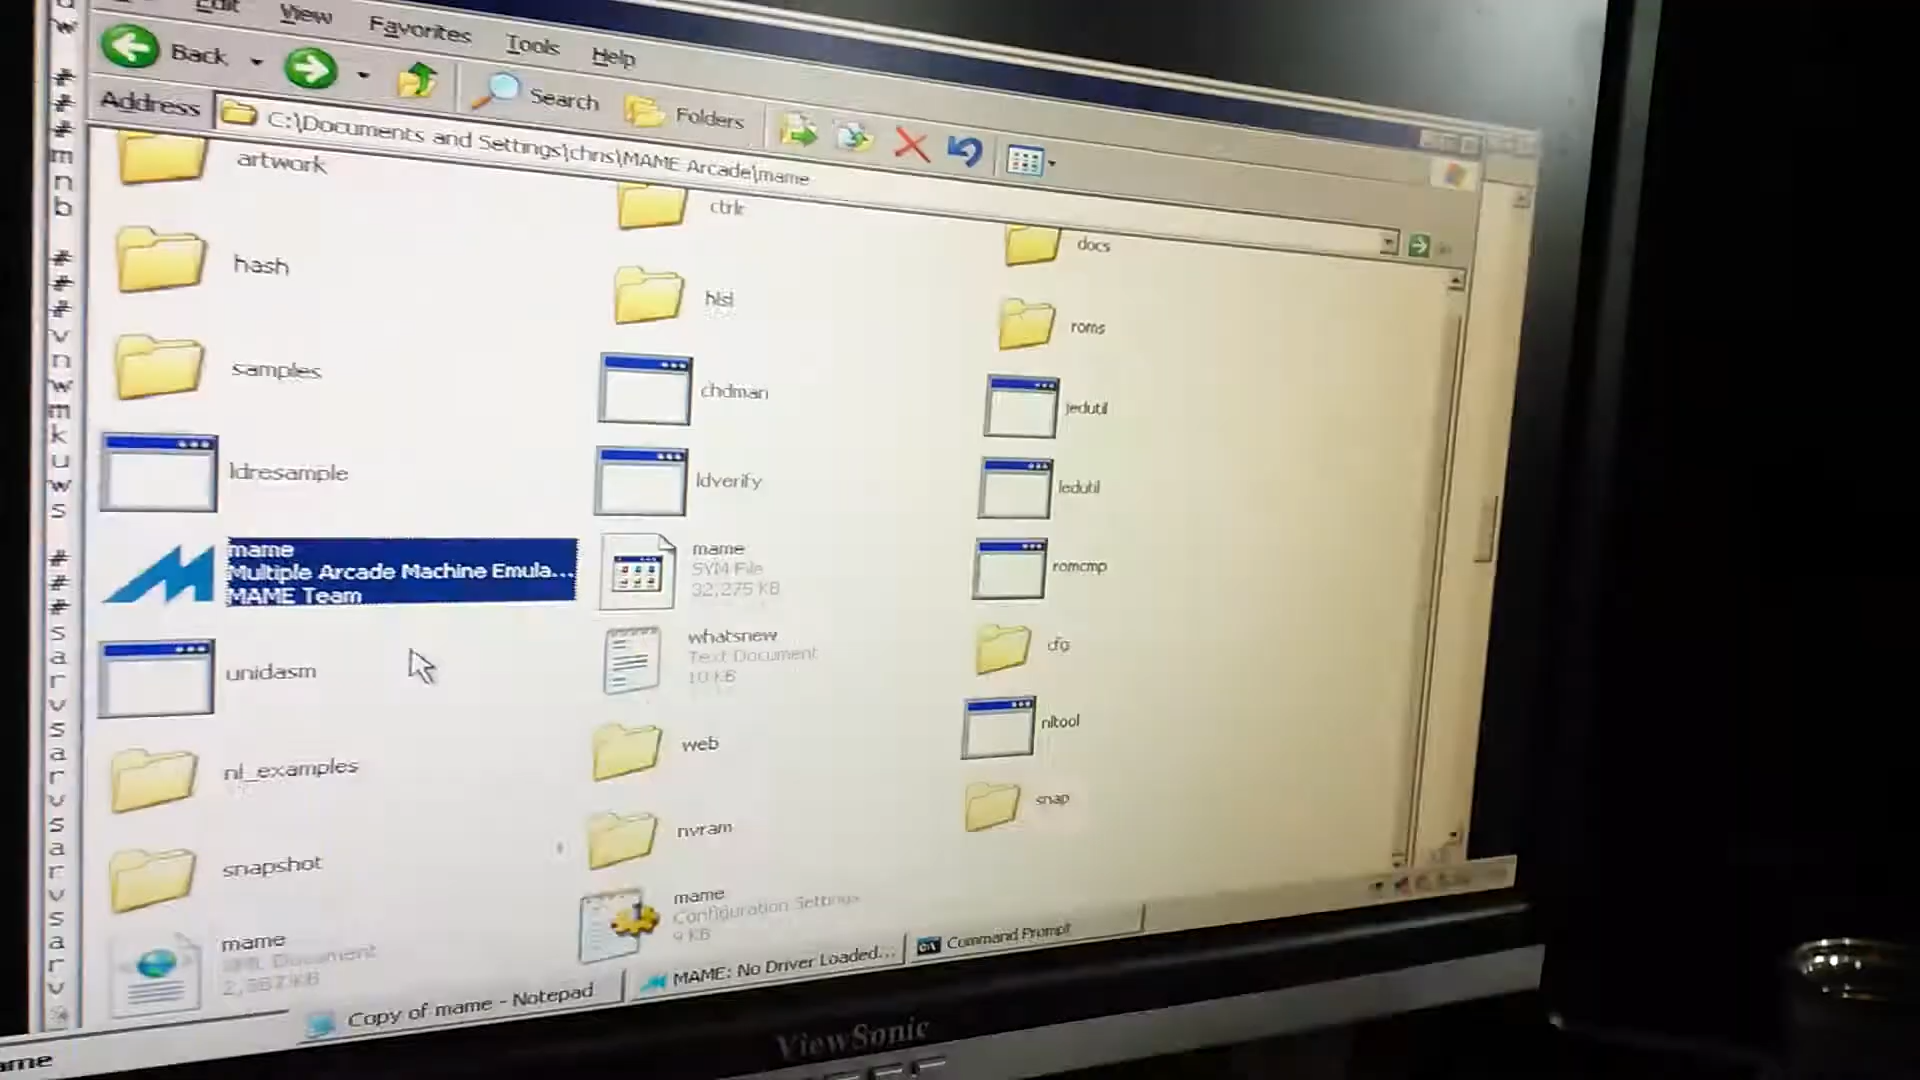 Edit View Favorites Tools Help
Back Search Folders
Address C:\Documents and Settings\chris\MAME Arcade\mame
artwork
ctrlr
docs
hash
hlsl
roms
samples
chdman
jedutil
ldresample
ldverify
ledutil
mame
Multiple Arcade Machine Emula...
MAME Team
mame
SYM File
32,275 KB
romcmp
unidasm
whatsnew
Text Document
10 KB
cfg
nl_examples
web
nltool
snapshot
nvram
snap
mame
XML Document
mame
Configuration Settings
9 KB
Copy of mame - Notepad
MAME: No Driver Loaded...
Command Prompt
ViewSonic